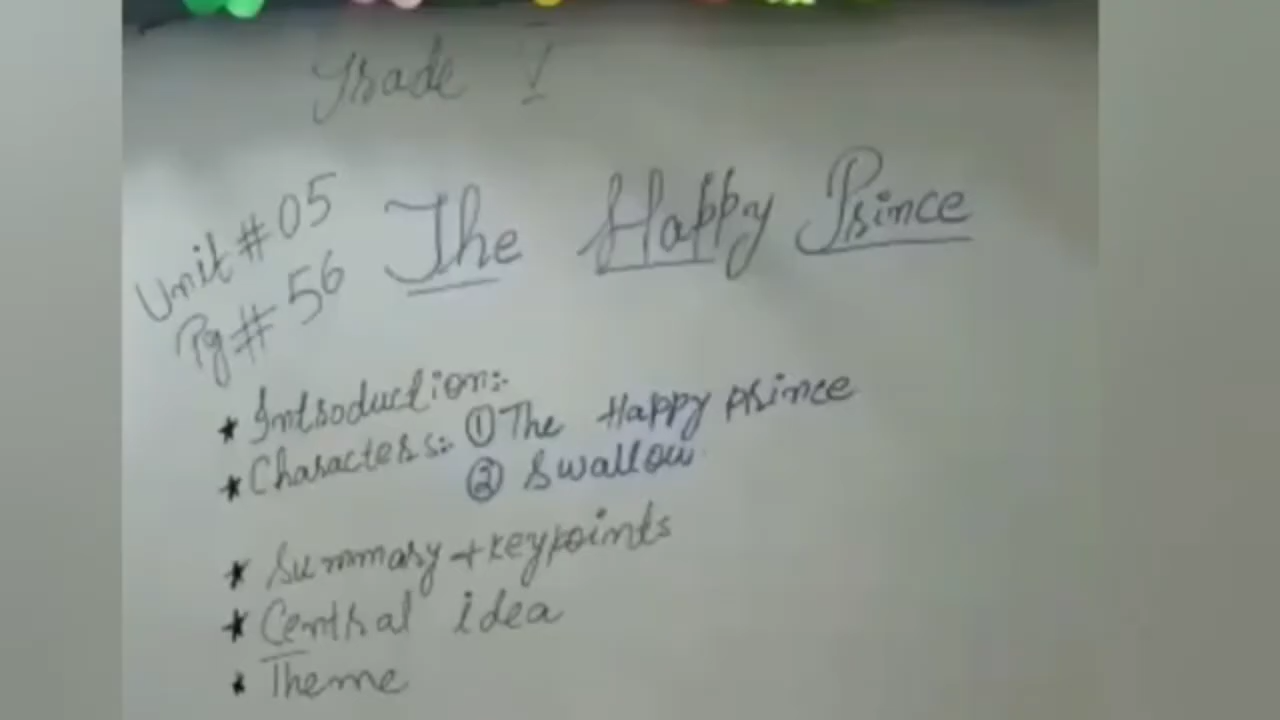 Grade V
Unit # 05
Pg # 56
The Happy Prince
* Introduction:-
* Characters:- ① The Happy prince
② Swallow
* Summary + keypoints
* Central idea
* Theme